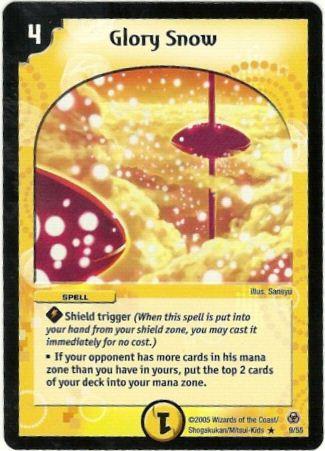 4
Glory Snow
illus. Sansyu
SPELL
Shield trigger (When this spell is put into
your hand from your shield zone, you may cast it
immediately for no cost.)
▪ If your opponent has more cards in his mana
zone than you have in yours, put the top 2 cards
of your deck into your mana zone.
1
©2005 Wizards of the Coast/
Shogakukan/Mitsui-Kids ★ 9/55